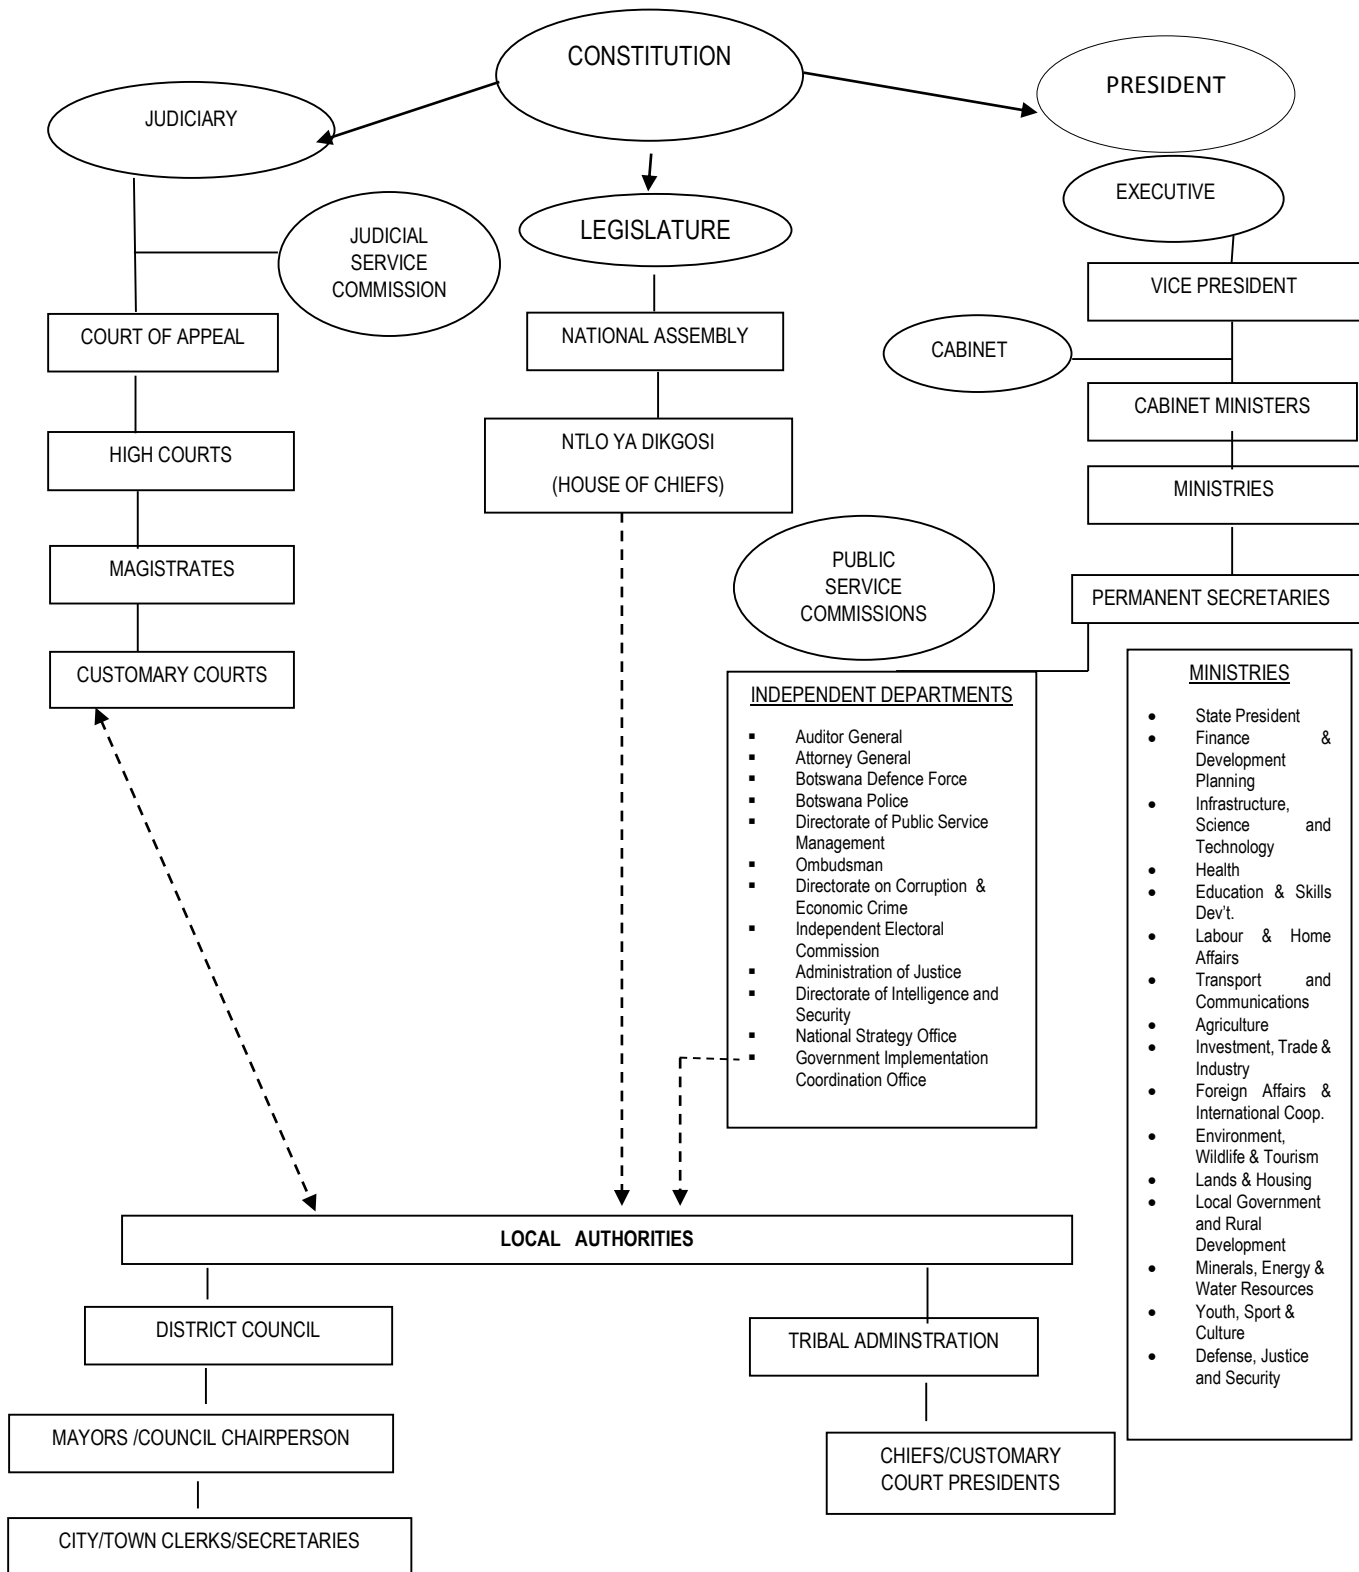 CONSTITUTION
PRESIDENT
JUDICIARY
EXECUTIVE
JUDICIAL
SERVICE
COMMISSION
LEGISLATURE
VICE PRESIDENT
COURT OF APPEAL
NATIONAL ASSEMBLY
CABINET
CABINET MINISTERS
HIGH COURTS
NTLO YA DIKGOSI
(HOUSE OF CHIEFS)
MINISTRIES
MAGISTRATES
PUBLIC
SERVICE
COMMISSIONS
PERMANENT SECRETARIES
CUSTOMARY COURTS
INDEPENDENT DEPARTMENTS
▪ Auditor General
▪ Attorney General
▪ Botswana Defence Force
▪ Botswana Police
▪ Directorate of Public Service
Management
▪ Ombudsman
▪ Directorate on Corruption &
Economic Crime
▪ Independent Electoral
Commission
▪ Administration of Justice
▪ Directorate of Intelligence and
Security
▪ National Strategy Office
▪ Government Implementation
Coordination Office
MINISTRIES
• State President
• Finance &
Development
Planning
• Infrastructure,
Science and
Technology
• Health
• Education & Skills
Dev't.
• Labour & Home
Affairs
• Transport and
Communications
• Agriculture
• Investment, Trade &
Industry
• Foreign Affairs &
International Coop.
• Environment,
Wildlife & Tourism
• Lands & Housing
• Local Government
and Rural
Development
• Minerals, Energy &
Water Resources
• Youth, Sport &
Culture
• Defense, Justice
and Security
LOCAL AUTHORITIES
DISTRICT COUNCIL
TRIBAL ADMINSTRATION
MAYORS /COUNCIL CHAIRPERSON
CHIEFS/CUSTOMARY
COURT PRESIDENTS
CITY/TOWN CLERKS/SECRETARIES